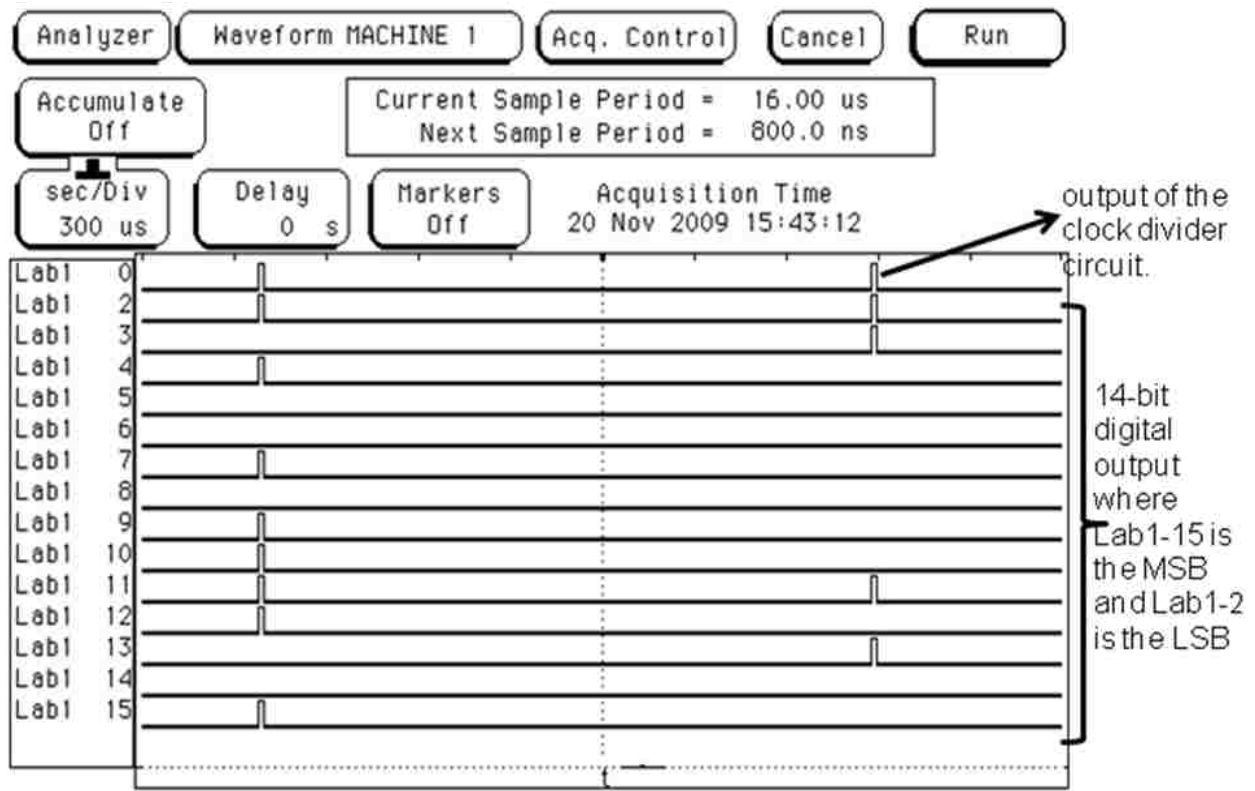 Analyzer
Waveform MACHINE 1
Acq. Control
Cancel
Run
Accumulate
Off
Current Sample Period = 16.00 us
Next Sample Period = 800.0 ns
sec/Div
300 us
Delay
0 s
Markers
Off
Acquisition Time
20 Nov 2009 15:43:12
output of the
clock divider
circuit.
Lab1 0
Lab1 2
Lab1 3
Lab1 4
Lab1 5
Lab1 6
Lab1 7
Lab1 8
Lab1 9
Lab1 10
Lab1 11
Lab1 12
Lab1 13
Lab1 14
Lab1 15
14-bit
digital
output
where
Lab1-15 is
the MSB
and Lab1-2
is the LSB
t